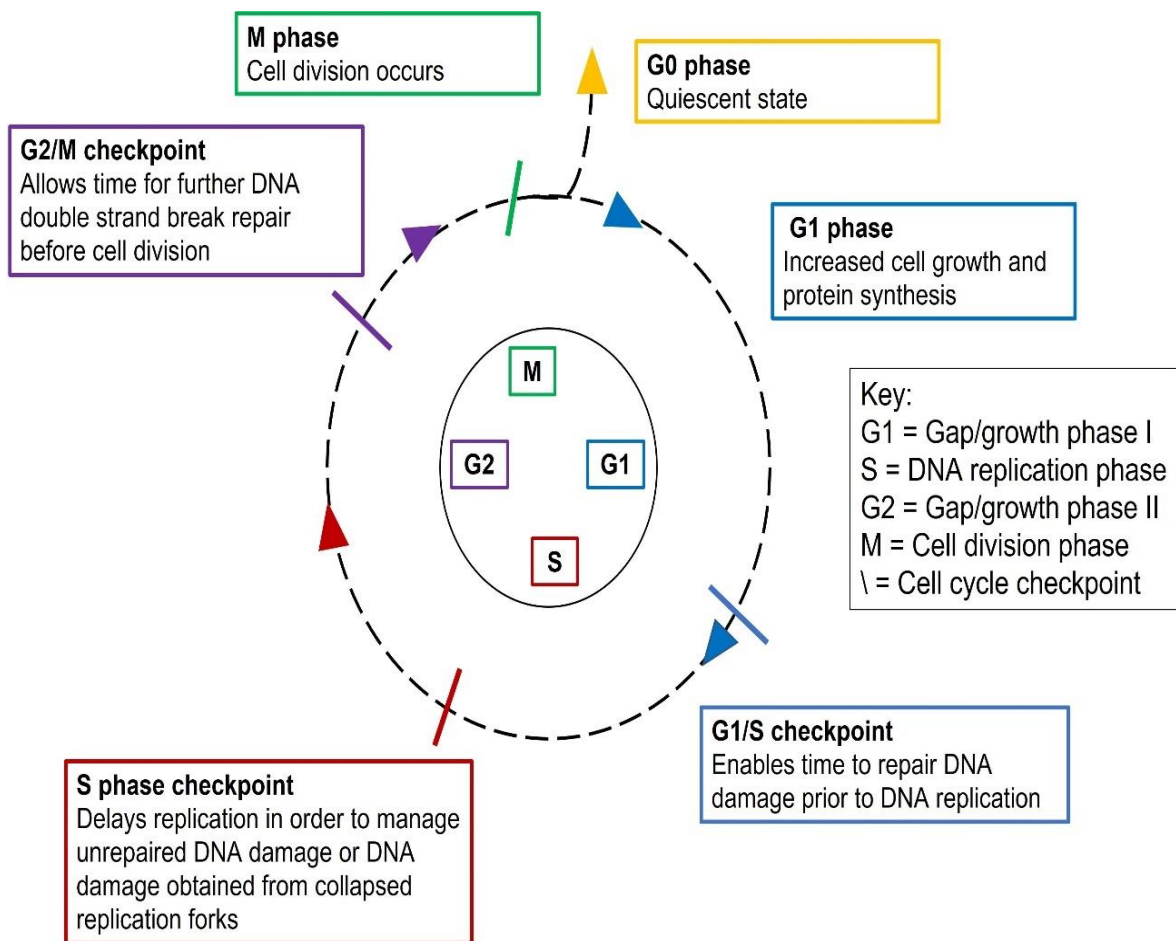 M phase
Cell division occurs
G0 phase
Quiescent state
G2/M checkpoint
Allows time for further DNA
double strand break repair
before cell division
G1 phase
Increased cell growth and
protein synthesis
M
G2
G1
S
Key:
G1 = Gap/growth phase I
S = DNA replication phase
G2 = Gap/growth phase II
M = Cell division phase
\ = Cell cycle checkpoint
G1/S checkpoint
Enables time to repair DNA
damage prior to DNA replication
S phase checkpoint
Delays replication in order to manage
unrepaired DNA damage or DNA
damage obtained from collapsed
replication forks